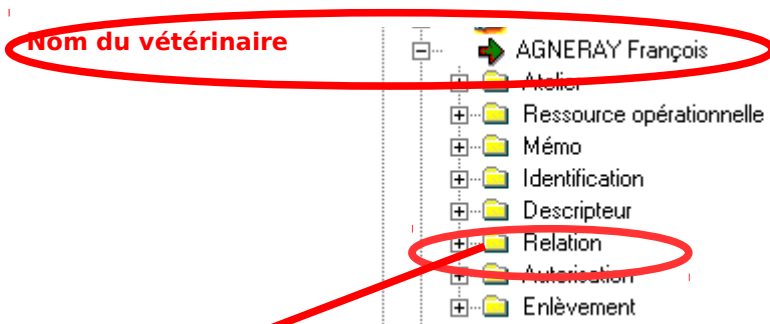 Nom du vétérinaire
AGNERAY François
Atelier
Ressource opérationnelle
Mémo
Identification
Descripteur
Relation
Autorisation
Enlèvement